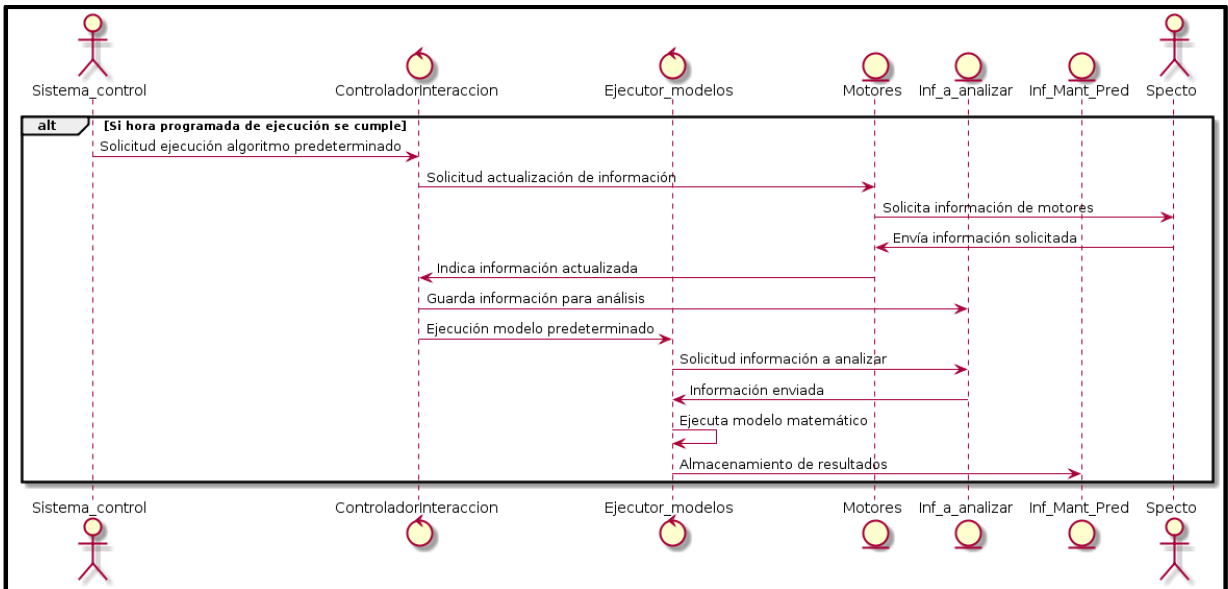 Sistema_control ControladorInteraccion Ejecutor_modelos Motores Inf_a_analizar Inf_Mant_Pred Specto
alt [Si hora programada de ejecución se cumple]
Solicitud ejecución algoritmo predeterminado
Solicitud actualización de información
Solicita información de motores
Envía información solicitada
Indica información actualizada
Guarda información para análisis
Ejecución modelo predeterminado
Solicitud información a analizar
Información enviada
Ejecuta modelo matemático
Almacenamiento de resultados
Sistema_control ControladorInteraccion Ejecutor_modelos Motores Inf_a_analizar Inf_Mant_Pred Specto